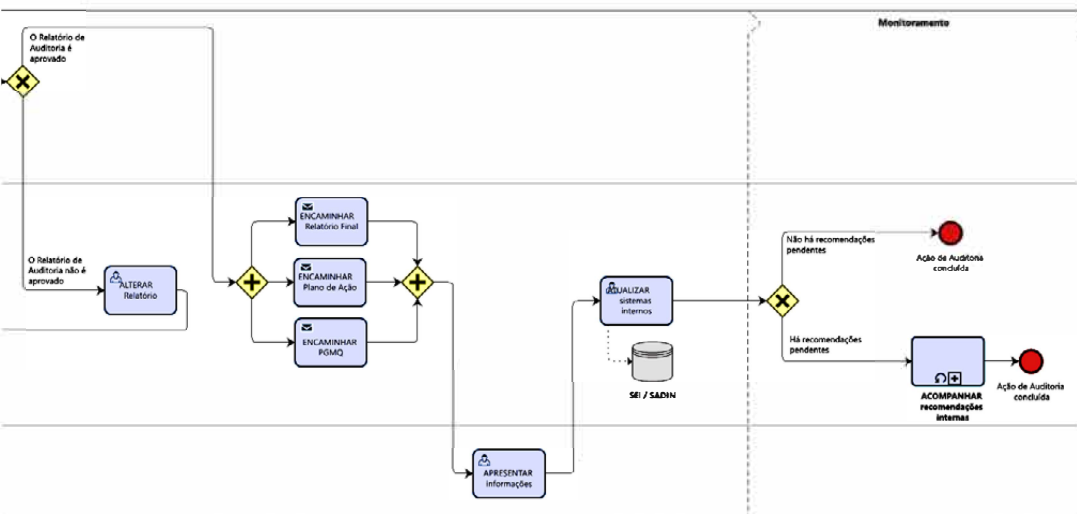 Monitoramento
O Relatório de
Auditoria é
aprovado
ENCAMINHAR
Relatório Final
O Relatório de
Auditoria não é
aprovado
ALTERAR
Relatório
ENCAMINHAR
Plano de Ação
ENCAMINHAR
PGMQ
ATUALIZAR
sistemas
internos
SEI / SADIN
Não há recomendações
pendentes
Ação de Auditoria
concluída
Há recomendações
pendentes
ACOMPANHAR
recomendações
internas
Ação de Auditoria
concluída
APRESENTAR
informações